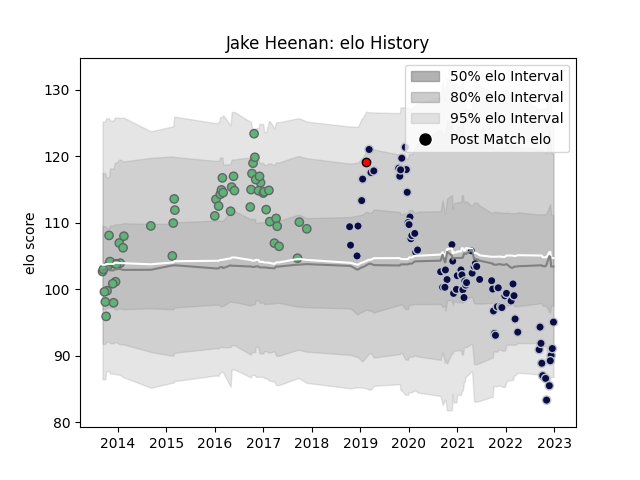 Jake Heenan: elo History
50% elo Interval
80% elo Interval
95% elo Interval
Post Match elo
elo score
130
120
110
100
90
80
2014 2015 2016 2017 2018 2019 2020 2021 2022 2023